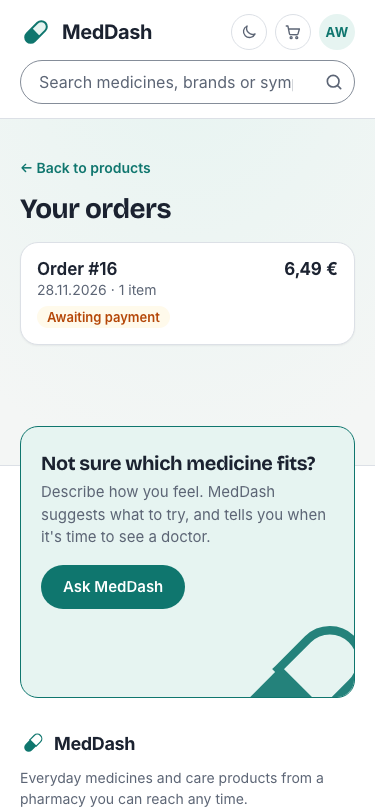 MedDash
AW
Search medicines, brands or sym
← Back to products
Your orders
Order #16
6,49 €
28.11.2026 · 1 item
Awaiting payment
Not sure which medicine fits?
Describe how you feel. MedDash
suggests what to try, and tells you when
it's time to see a doctor.
Ask MedDash
MedDash
Everyday medicines and care products from a
pharmacy you can reach any time.